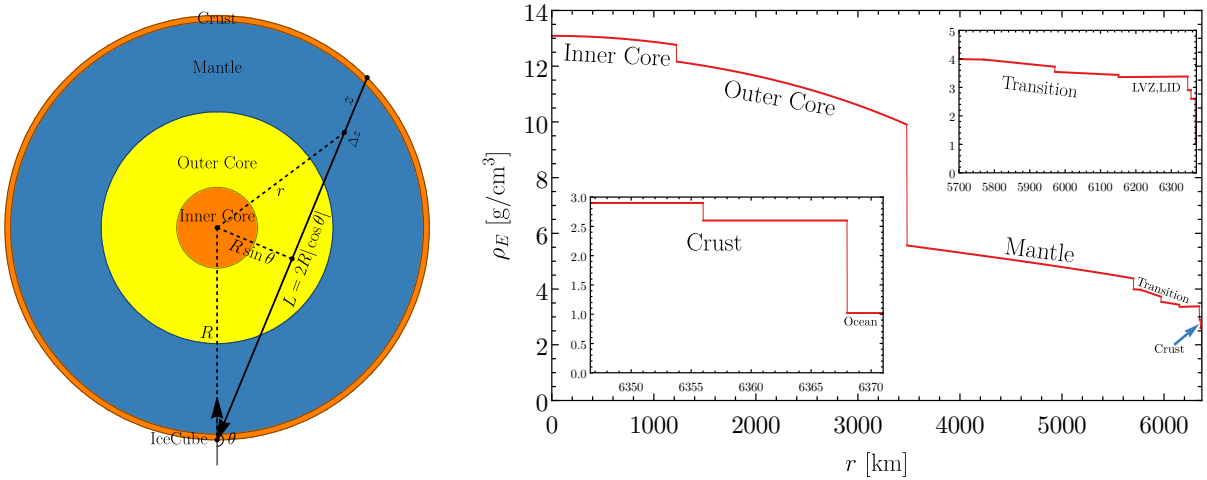 Crust
Mantle
z
Δz
Outer Core
r
Inner Core
R sin θ
L = 2R|cos θ|
R
IceCube
θ
ρE [g/cm³]
14
12
10
8
6
4
2
0
0
1000
2000
3000
4000
5000
6000
r [km]
Inner Core
Outer Core
Mantle
Transition
Crust
5
4
3
2
1
0
5700
5800
5900
6000
6100
6200
6300
Transition
LVZ,LID
3.0
2.5
2.0
1.5
1.0
0.5
0.0
6350
6355
6360
6365
6370
Crust
Ocean